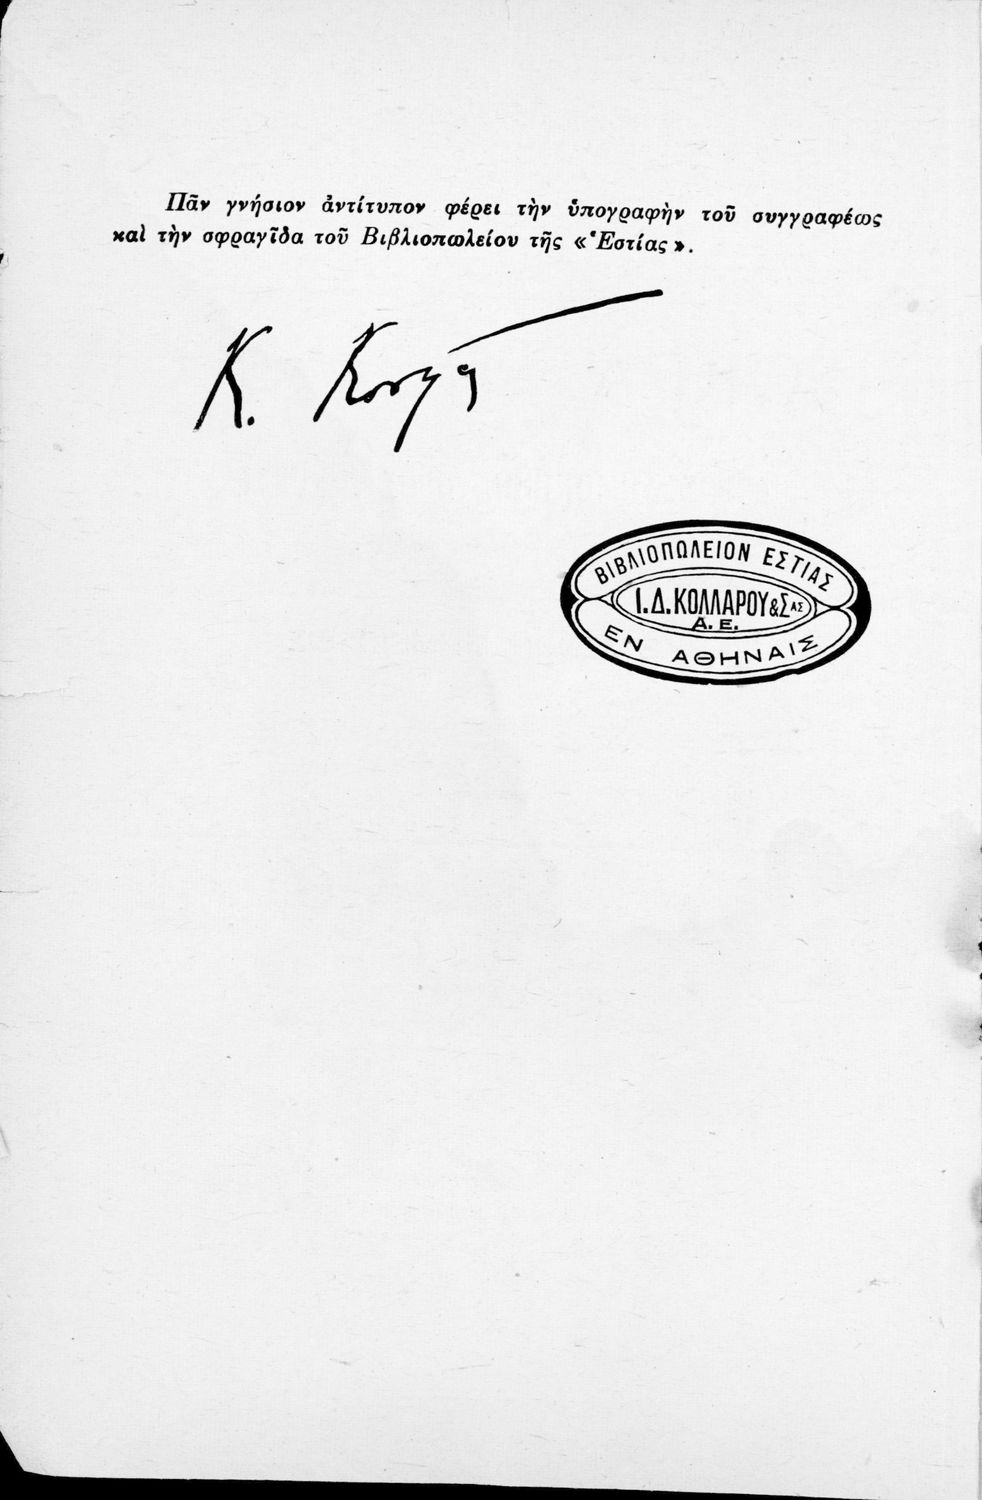 Πᾶν γνήσιον ἀντίτυπον φέρει τὴν ὑπογραφὴν τοῦ συγγραφέως
καὶ τὴν σφραγῖδα τοῦ Βιβλιοπωλείου τῆς «Ἑστίας».
Κ.
ΒΙΒΛΙΟΠΩΛΕΙΟΝ ΕΣΤΙΑΣ
Ι.Δ.ΚΟΛΛΑΡΟΥ&ΣΑΣ
Α.Ε.
ΕΝ ΑΘΗΝΑΙΣ